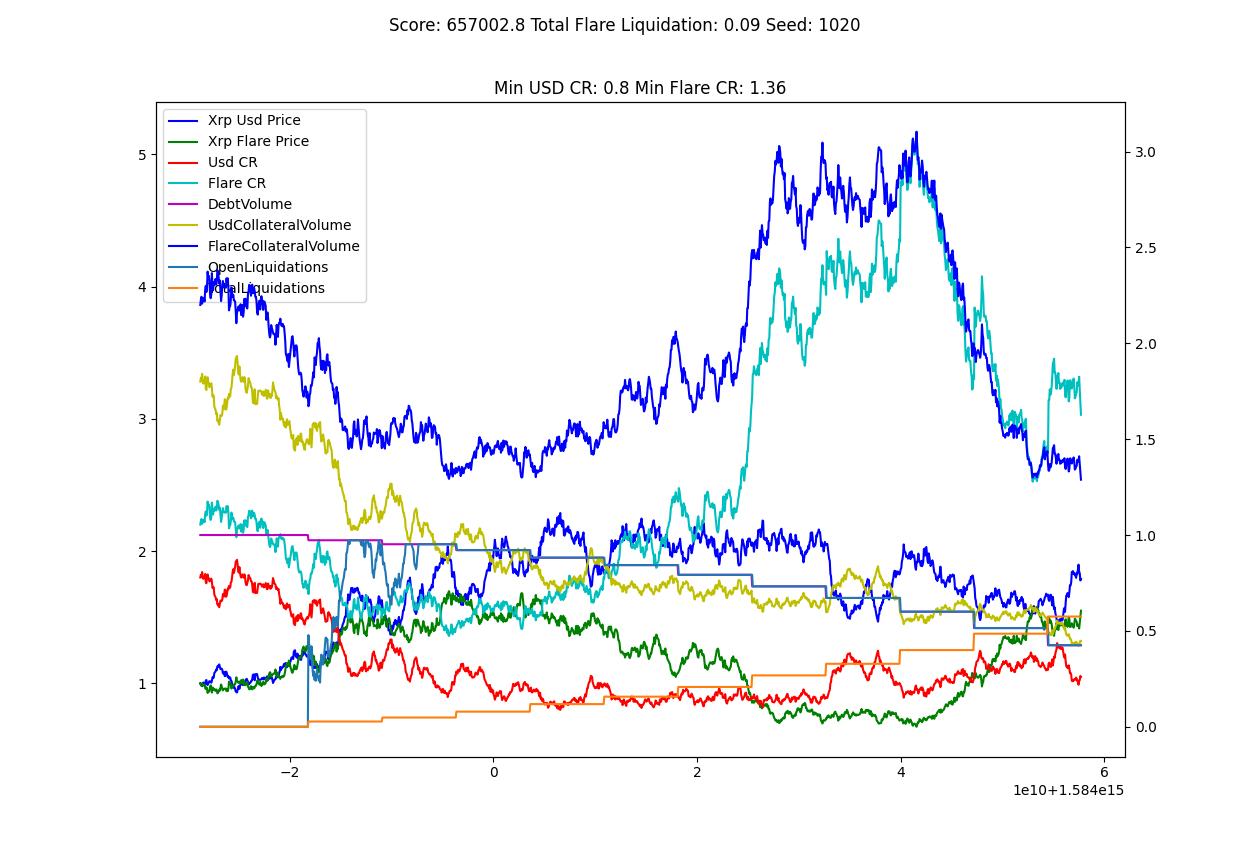 Score: 657002.8 Total Flare Liquidation: 0.09 Seed: 1020
Min USD CR: 0.8 Min Flare CR: 1.36
Xrp Usd Price
Xrp Flare Price
Usd CR
Flare CR
DebtVolume
UsdCollateralVolume
FlareCollateralVolume
OpenLiquidations
TotalLiquidations
5
4
3
2
1
3.0
2.5
2.0
1.5
1.0
0.5
0.0
−2
0
2
4
6
1e10+1.584e15